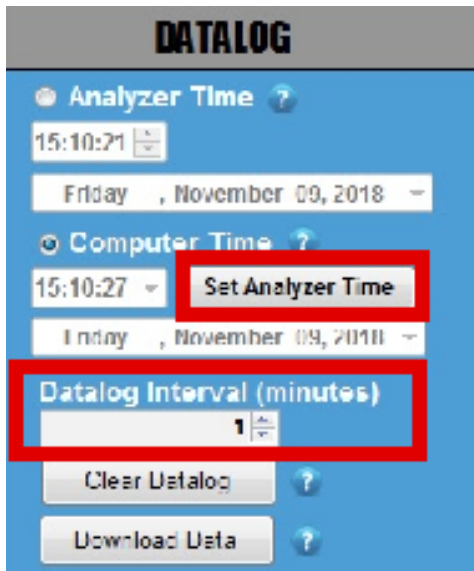 DATALOG
Analyzer Time ?
15:10:21
Friday , November 09, 2018
Computer Time ?
15:10:27 Set Analyzer Time
Friday , November 09, 2018
Datalog Interval (minutes)
1
Clear Datalog ?
Download Data ?